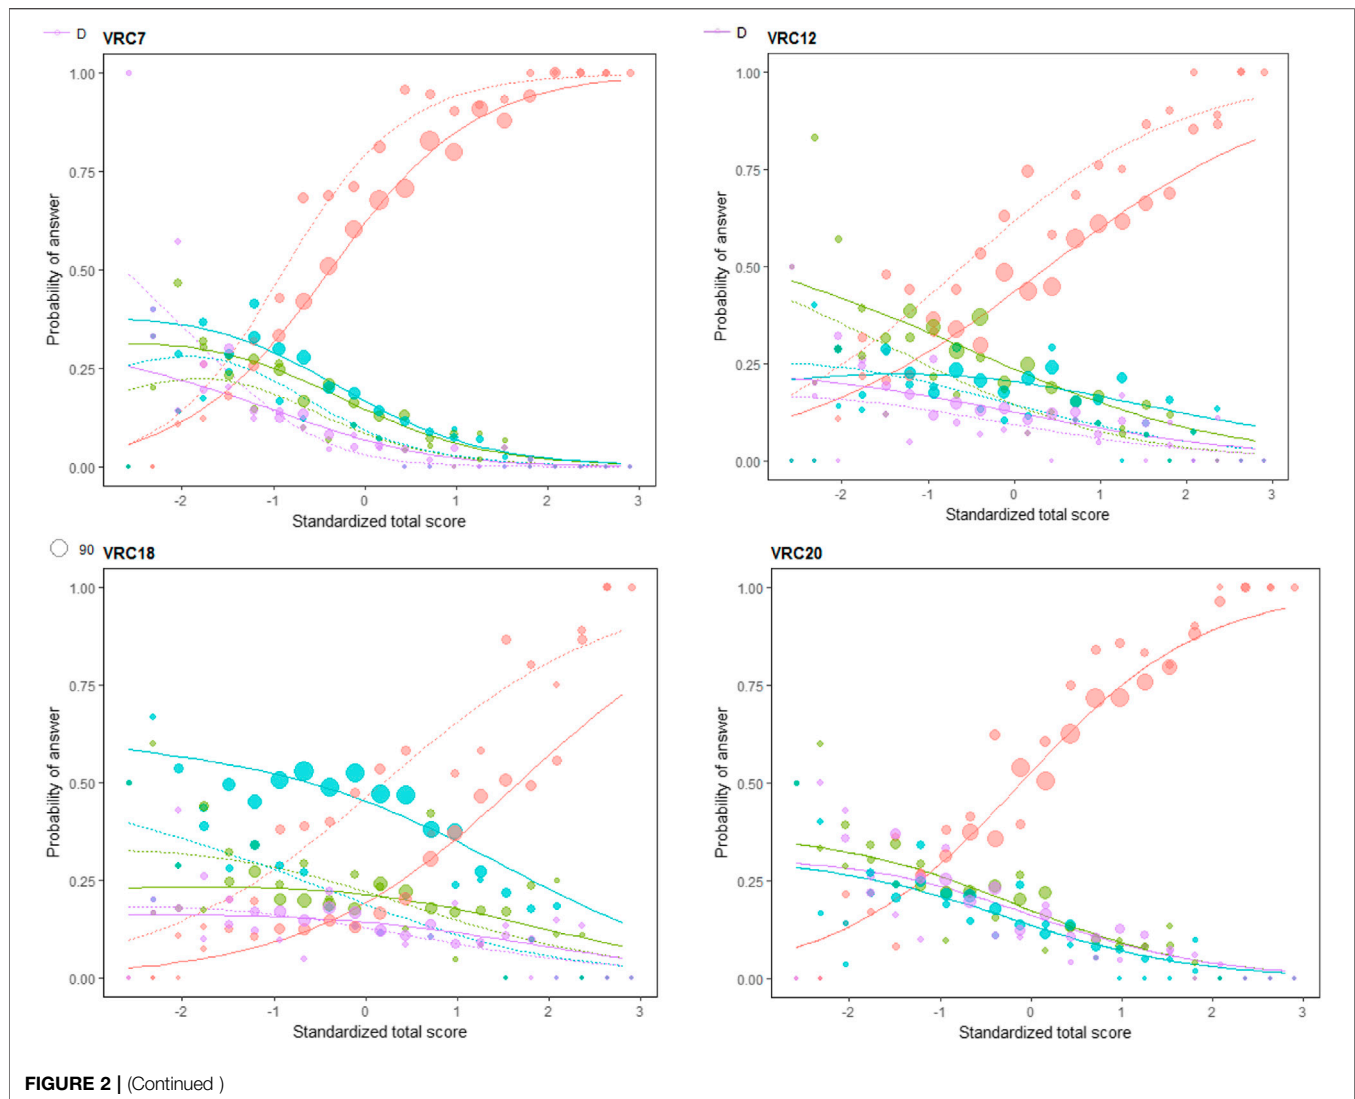 D VRC7
Probability of answer
1.00
0.75
0.50
0.25
0.00
-2 -1 0 1 2 3
Standardized total score
D VRC12
Probability of answer
1.00
0.75
0.50
0.25
0.00
-2 -1 0 1 2 3
Standardized total score
90 VRC18
Probability of answer
1.00
0.75
0.50
0.25
0.00
-2 -1 0 1 2 3
Standardized total score
VRC20
Probability of answer
1.00
0.75
0.50
0.25
0.00
-2 -1 0 1 2 3
Standardized total score
FIGURE 2 | (Continued )